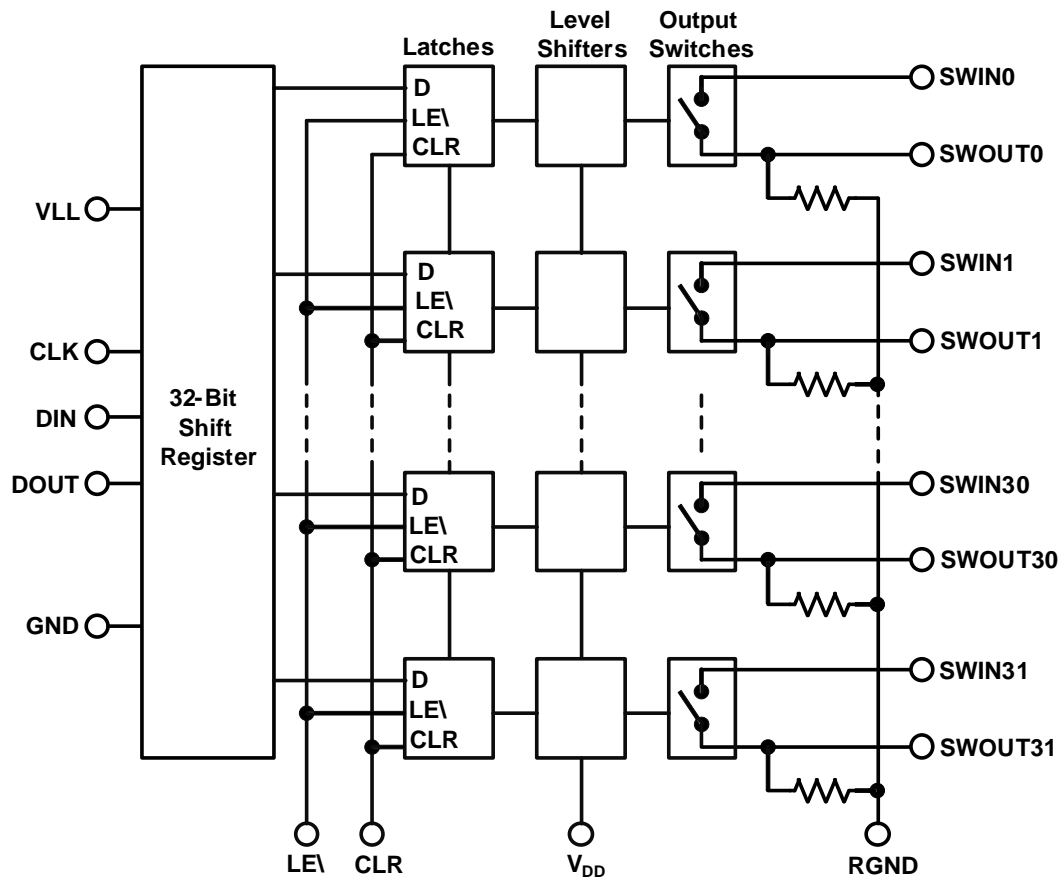 Latches
Level
Shifters
Output
Switches
D
LE\
CLR
SWIN0
SWOUT0
VLL
D
LE\
CLR
SWIN1
SWOUT1
CLK
DIN
DOUT
32-Bit
Shift
Register
D
LE\
CLR
SWIN30
SWOUT30
GND
D
LE\
CLR
SWIN31
SWOUT31
LE\
CLR
VDD
RGND